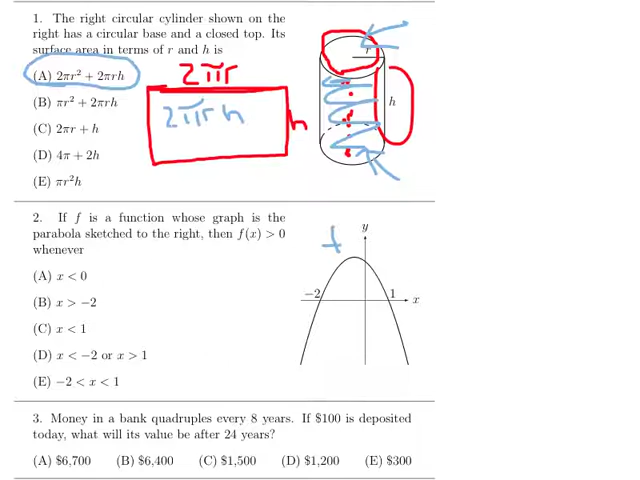 1. The right circular cylinder shown on the
right has a circular base and a closed top. Its
surface area in terms of r and h is
(A) 2πr² + 2πrh
(B) πr² + 2πrh
(C) 2πr + h
(D) 4π + 2h
(E) πr²h
2πr
2πr h
h
r
h
2. If f is a function whose graph is the
parabola sketched to the right, then f(x) > 0
whenever
(A) x < 0
(B) x > −2
(C) x < 1
(D) x < −2 or x > 1
(E) −2 < x < 1
y
−2
1
x
3. Money in a bank quadruples every 8 years. If $100 is deposited
today, what will its value be after 24 years?
(A) $6,700 (B) $6,400 (C) $1,500 (D) $1,200 (E) $300